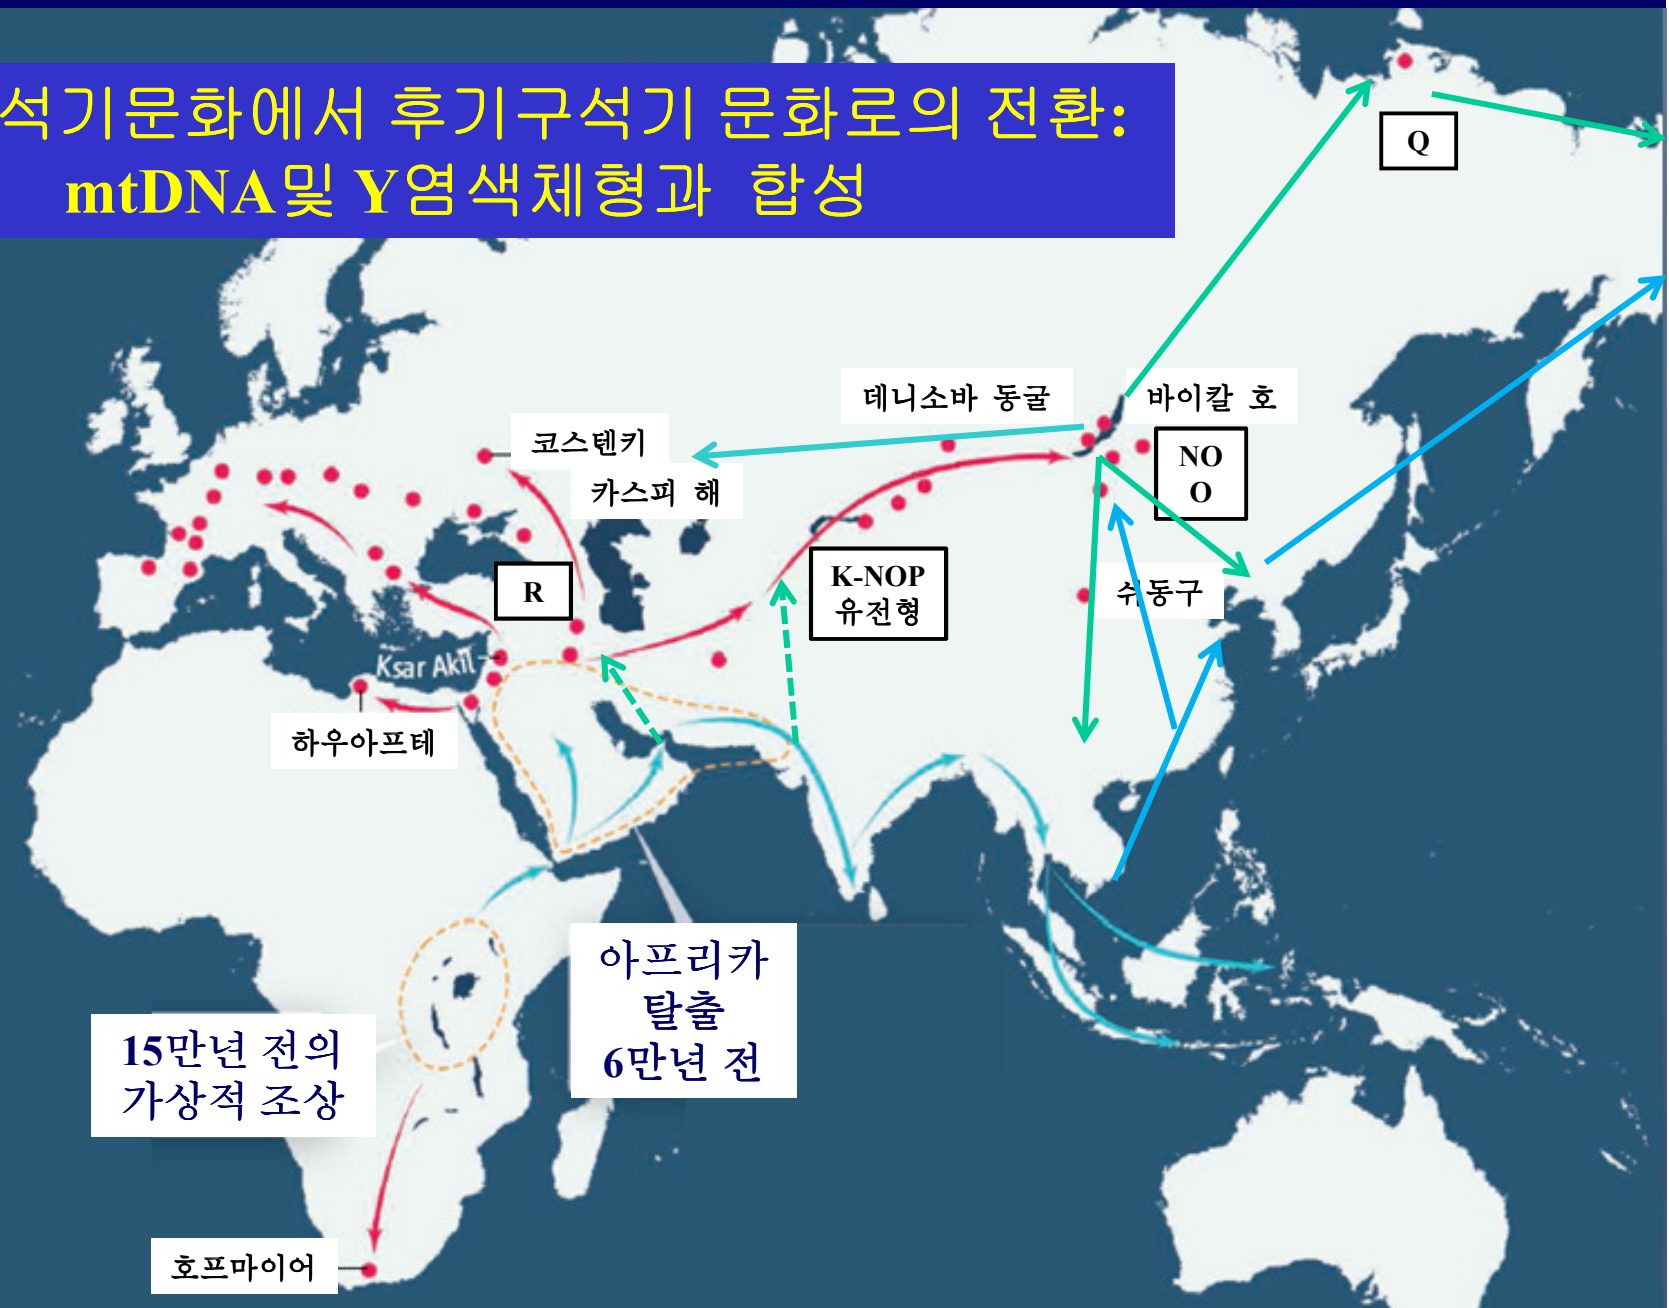 석기문화에서 후기구석기 문화로의 전환:
mtDNA및 Y염색체형과 합성
Q
데니소바 동굴
바이칼 호
코스텐키
NO
O
카스피 해
R
K-NOP
유전형
쉬동구
Ksar Akil
하우아프테
아프리카
탈출
6만년 전
15만년 전의
가상적 조상
호프마이어